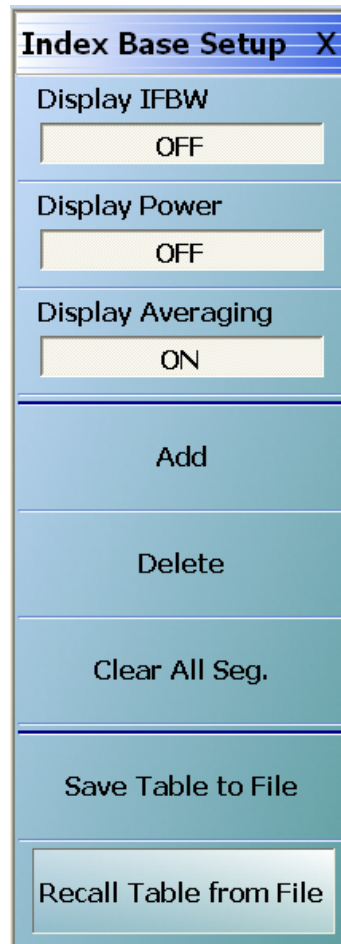 Index Base Setup X
Display IFBW
OFF
Display Power
OFF
Display Averaging
ON
Add
Delete
Clear All Seg.
Save Table to File
Recall Table from File